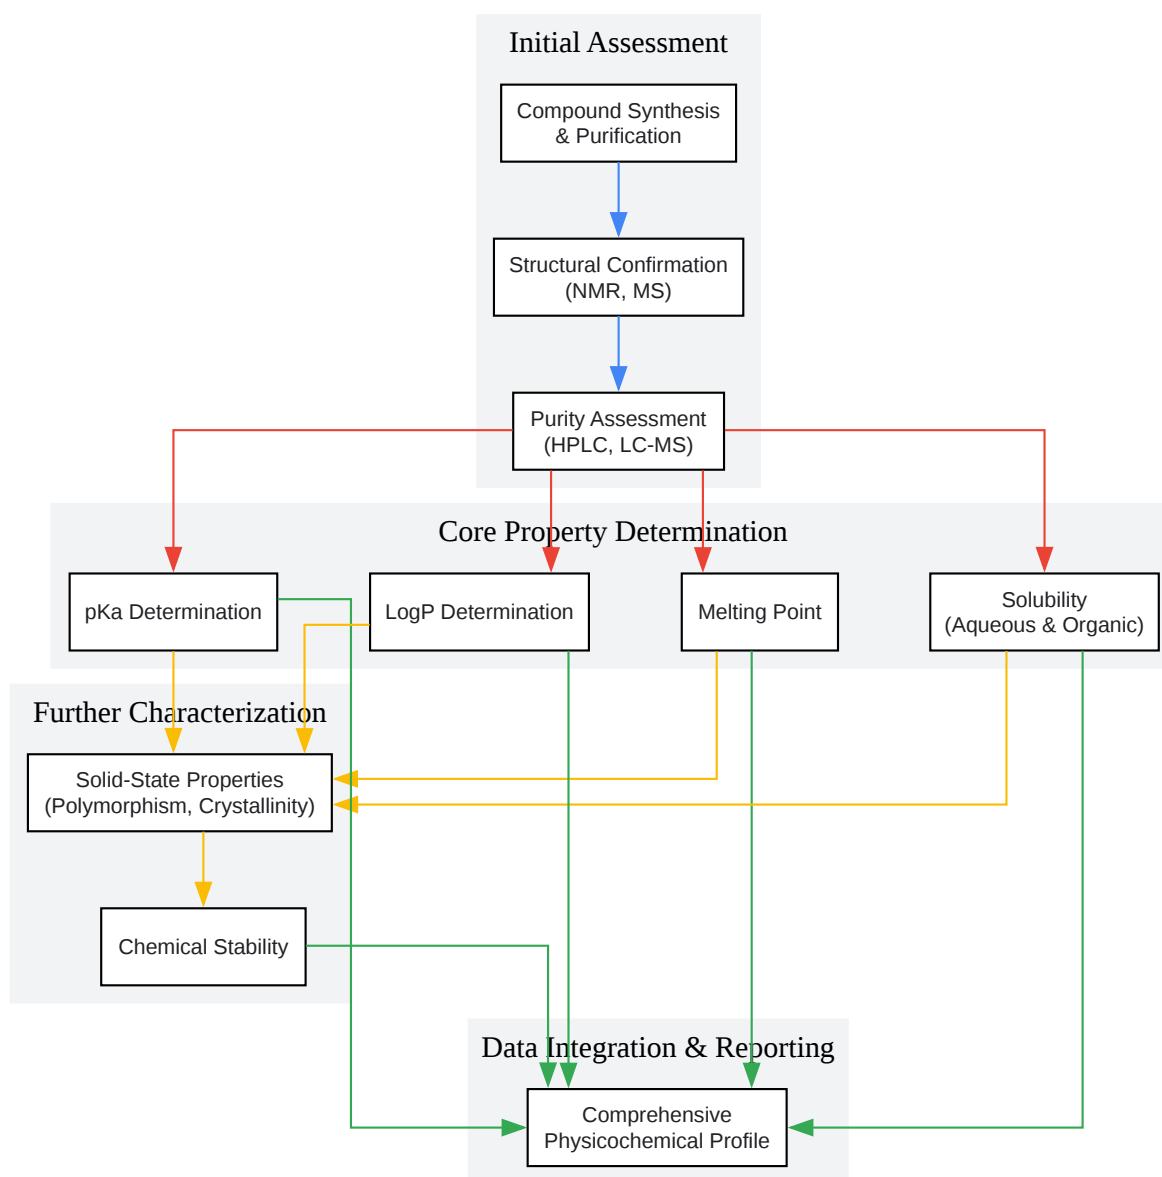 Initial Assessment
Compound Synthesis
& Purification
Structural Confirmation
(NMR, MS)
Purity Assessment
(HPLC, LC-MS)
Core Property Determination
pKa Determination
LogP Determination
Melting Point
Solubility
(Aqueous & Organic)
Further Characterization
Solid-State Properties
(Polymorphism, Crystallinity)
Chemical Stability
Data Integration & Reporting
Comprehensive
Physicochemical Profile